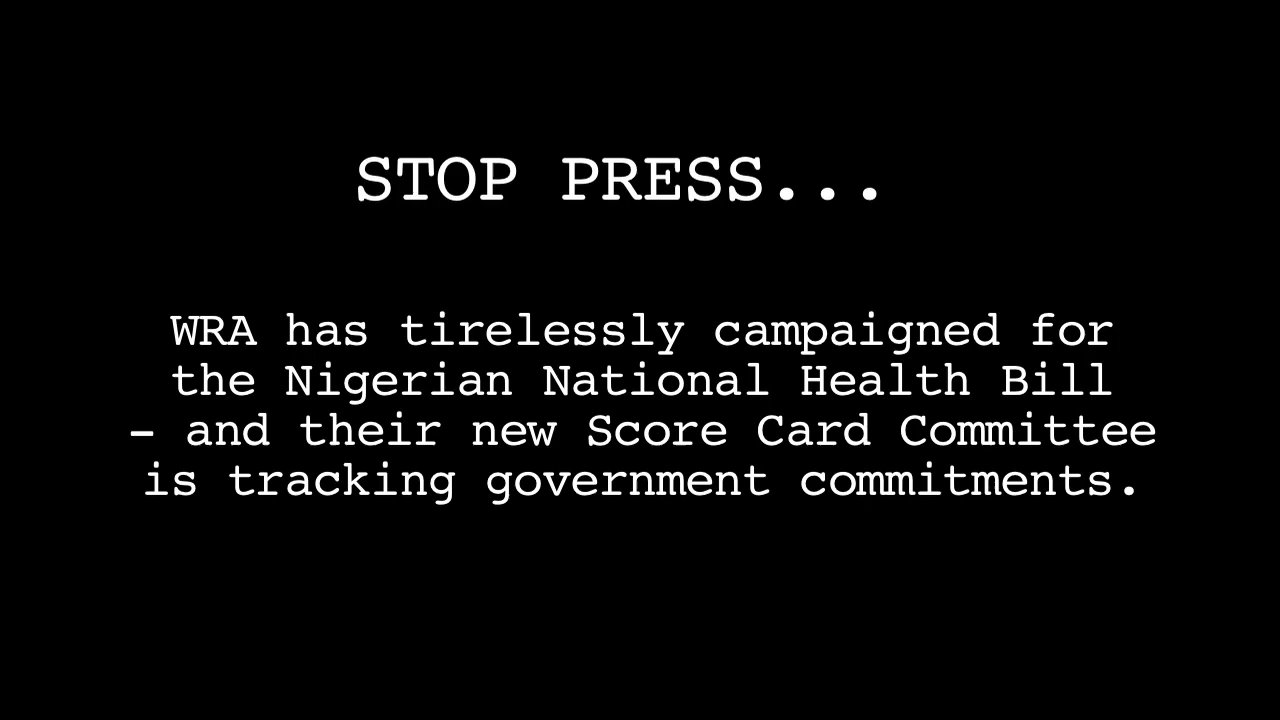 STOP PRESS...
WRA has tirelessly campaigned for
the Nigerian National Health Bill
- and their new Score Card Committee
is tracking government commitments.